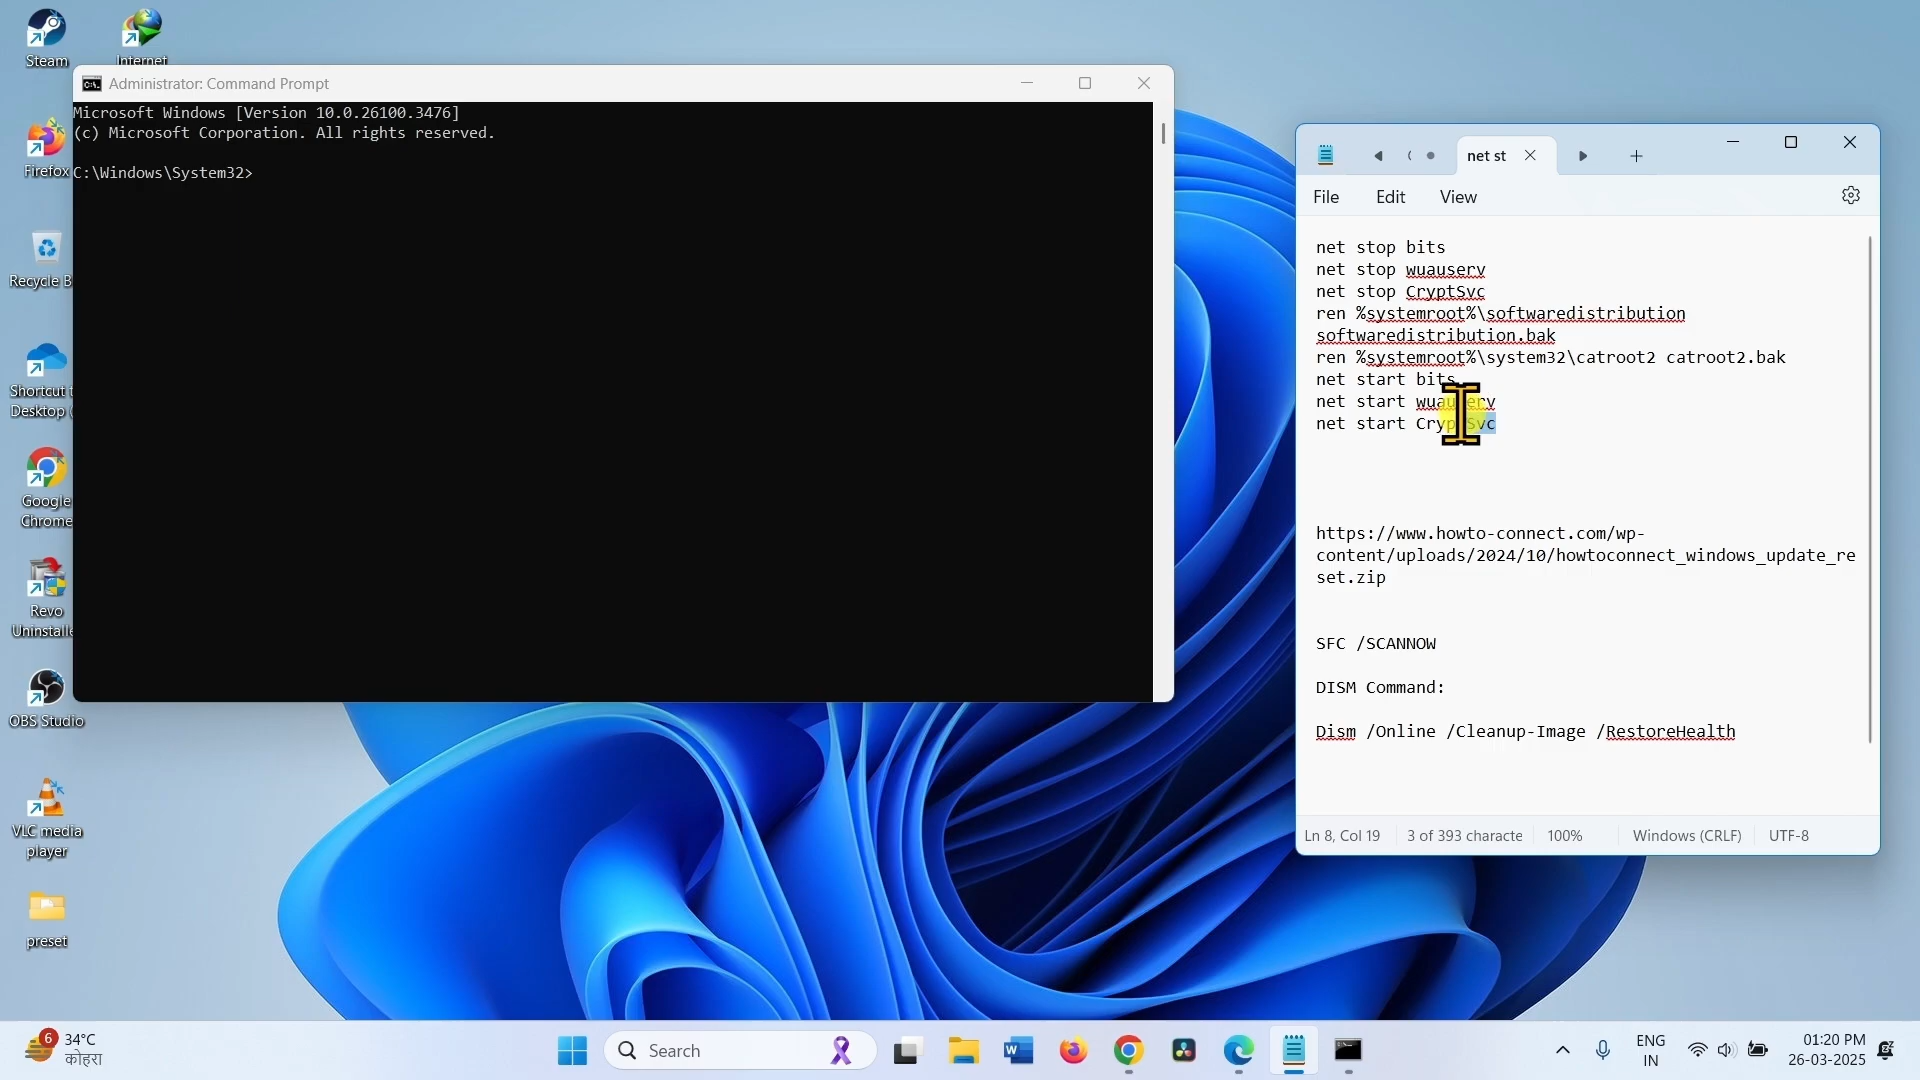 Steam
Internet
Firefox
Recycle B
Shortcut t
Desktop (
Google
Chrome
Revo
Uninstalle
OBS Studio
VLC media
player
preset
Administrator: Command Prompt
Microsoft Windows [Version 10.0.26100.3476]
(c) Microsoft Corporation. All rights reserved.
C:\Windows\System32>
net st
File Edit View
net stop bits
net stop wuauserv
net stop CryptSvc
ren %systemroot%\softwaredistribution
softwaredistribution.bak
ren %systemroot%\system32\catroot2 catroot2.bak
net start bits
net start wuauserv
net start CryptSvc
https://www.howto-connect.com/wp-
content/uploads/2024/10/howtoconnect_windows_update_re
set.zip
SFC /SCANNOW
DISM Command:
Dism /Online /Cleanup-Image /RestoreHealth
Ln 8, Col 19 3 of 393 characte 100% Windows (CRLF) UTF-8
6
34°C
कोहरा
Search
ENG
IN
01:20 PM
26-03-2025